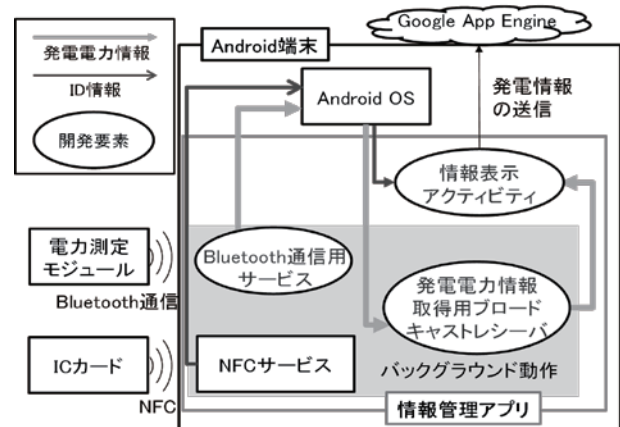 Google App Engine
発電電力情報
ID情報
開発要素
Android端末
Android OS
発電情報
の送信
情報表示
アクティビティ
電力測定
モジュール
Bluetooth通信
Bluetooth通信用
サービス
発電電力情報
取得用ブロード
キャストレシーバ
ICカード
NFC
NFCサービス
バックグラウンド動作
情報管理アプリ